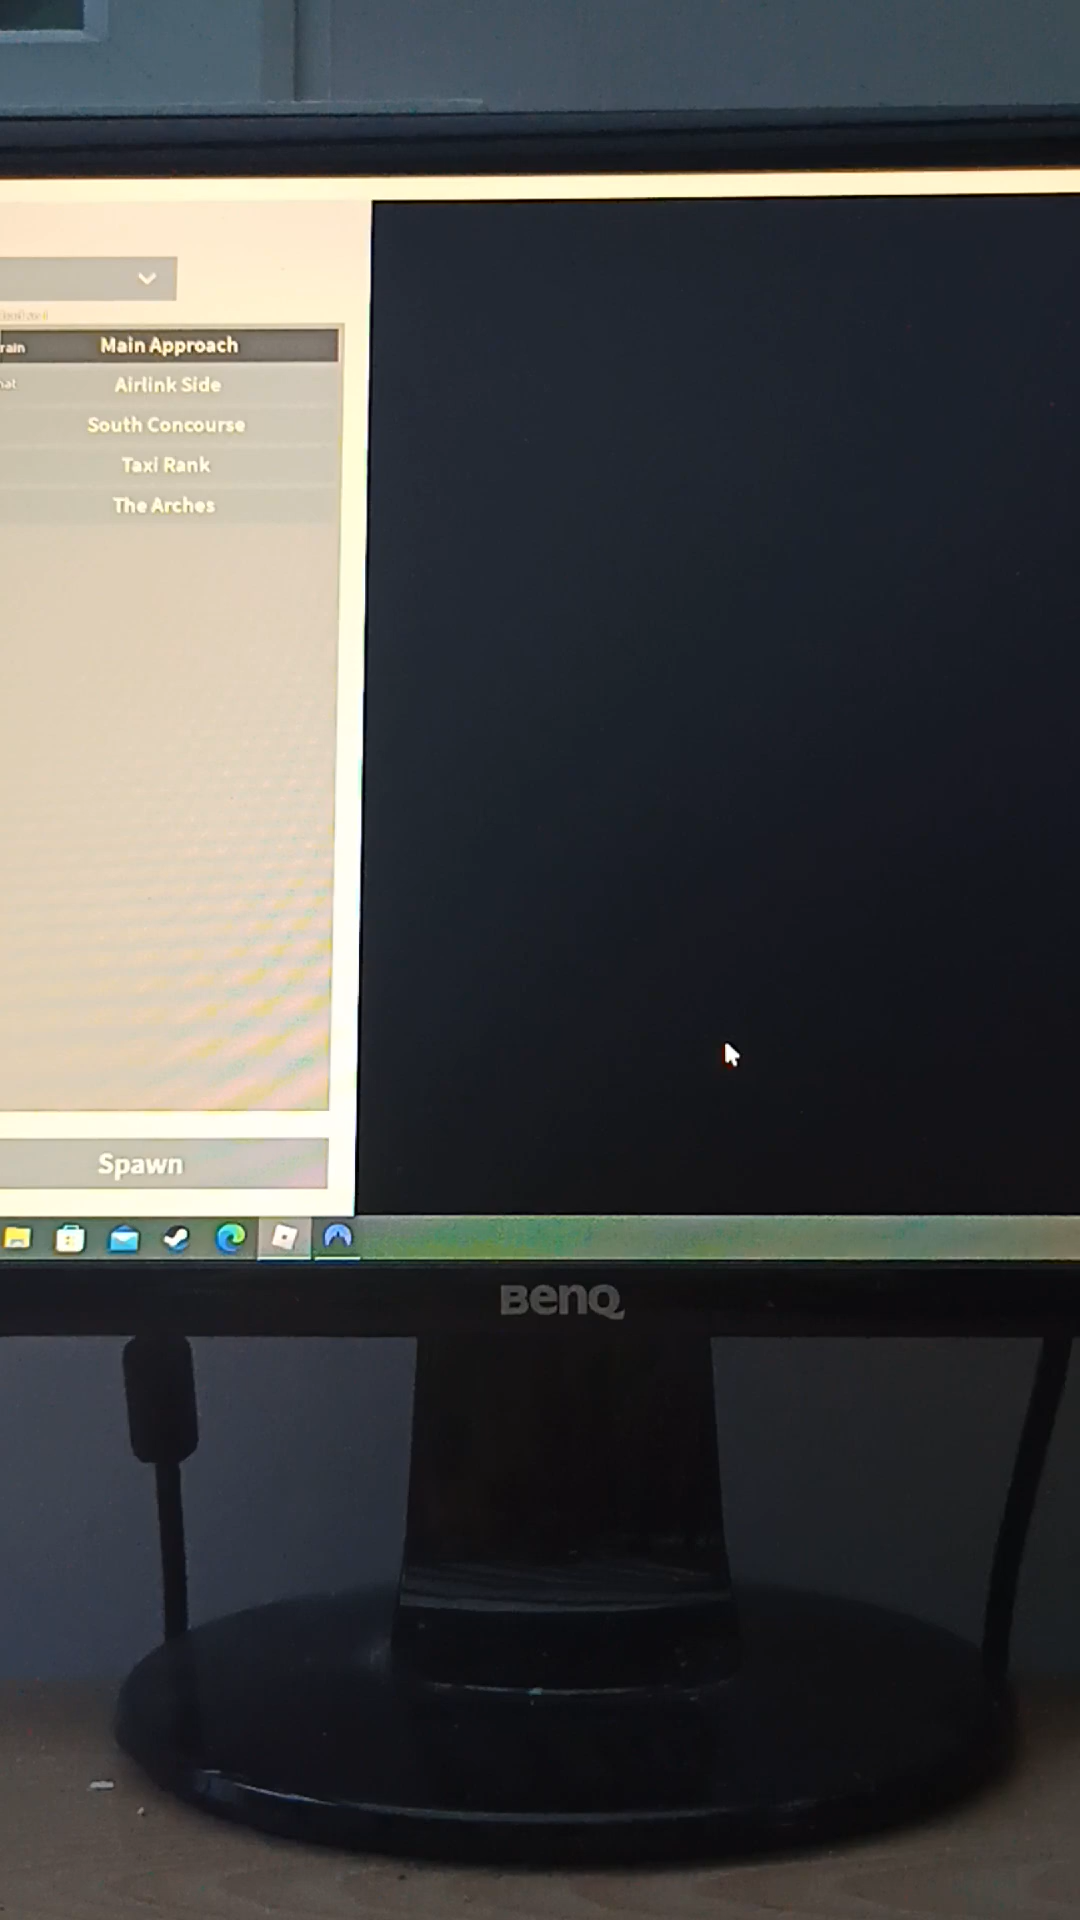 Main Approach
Airlink Side
South Concourse
Taxi Rank
The Arches
Spawn
BenQ